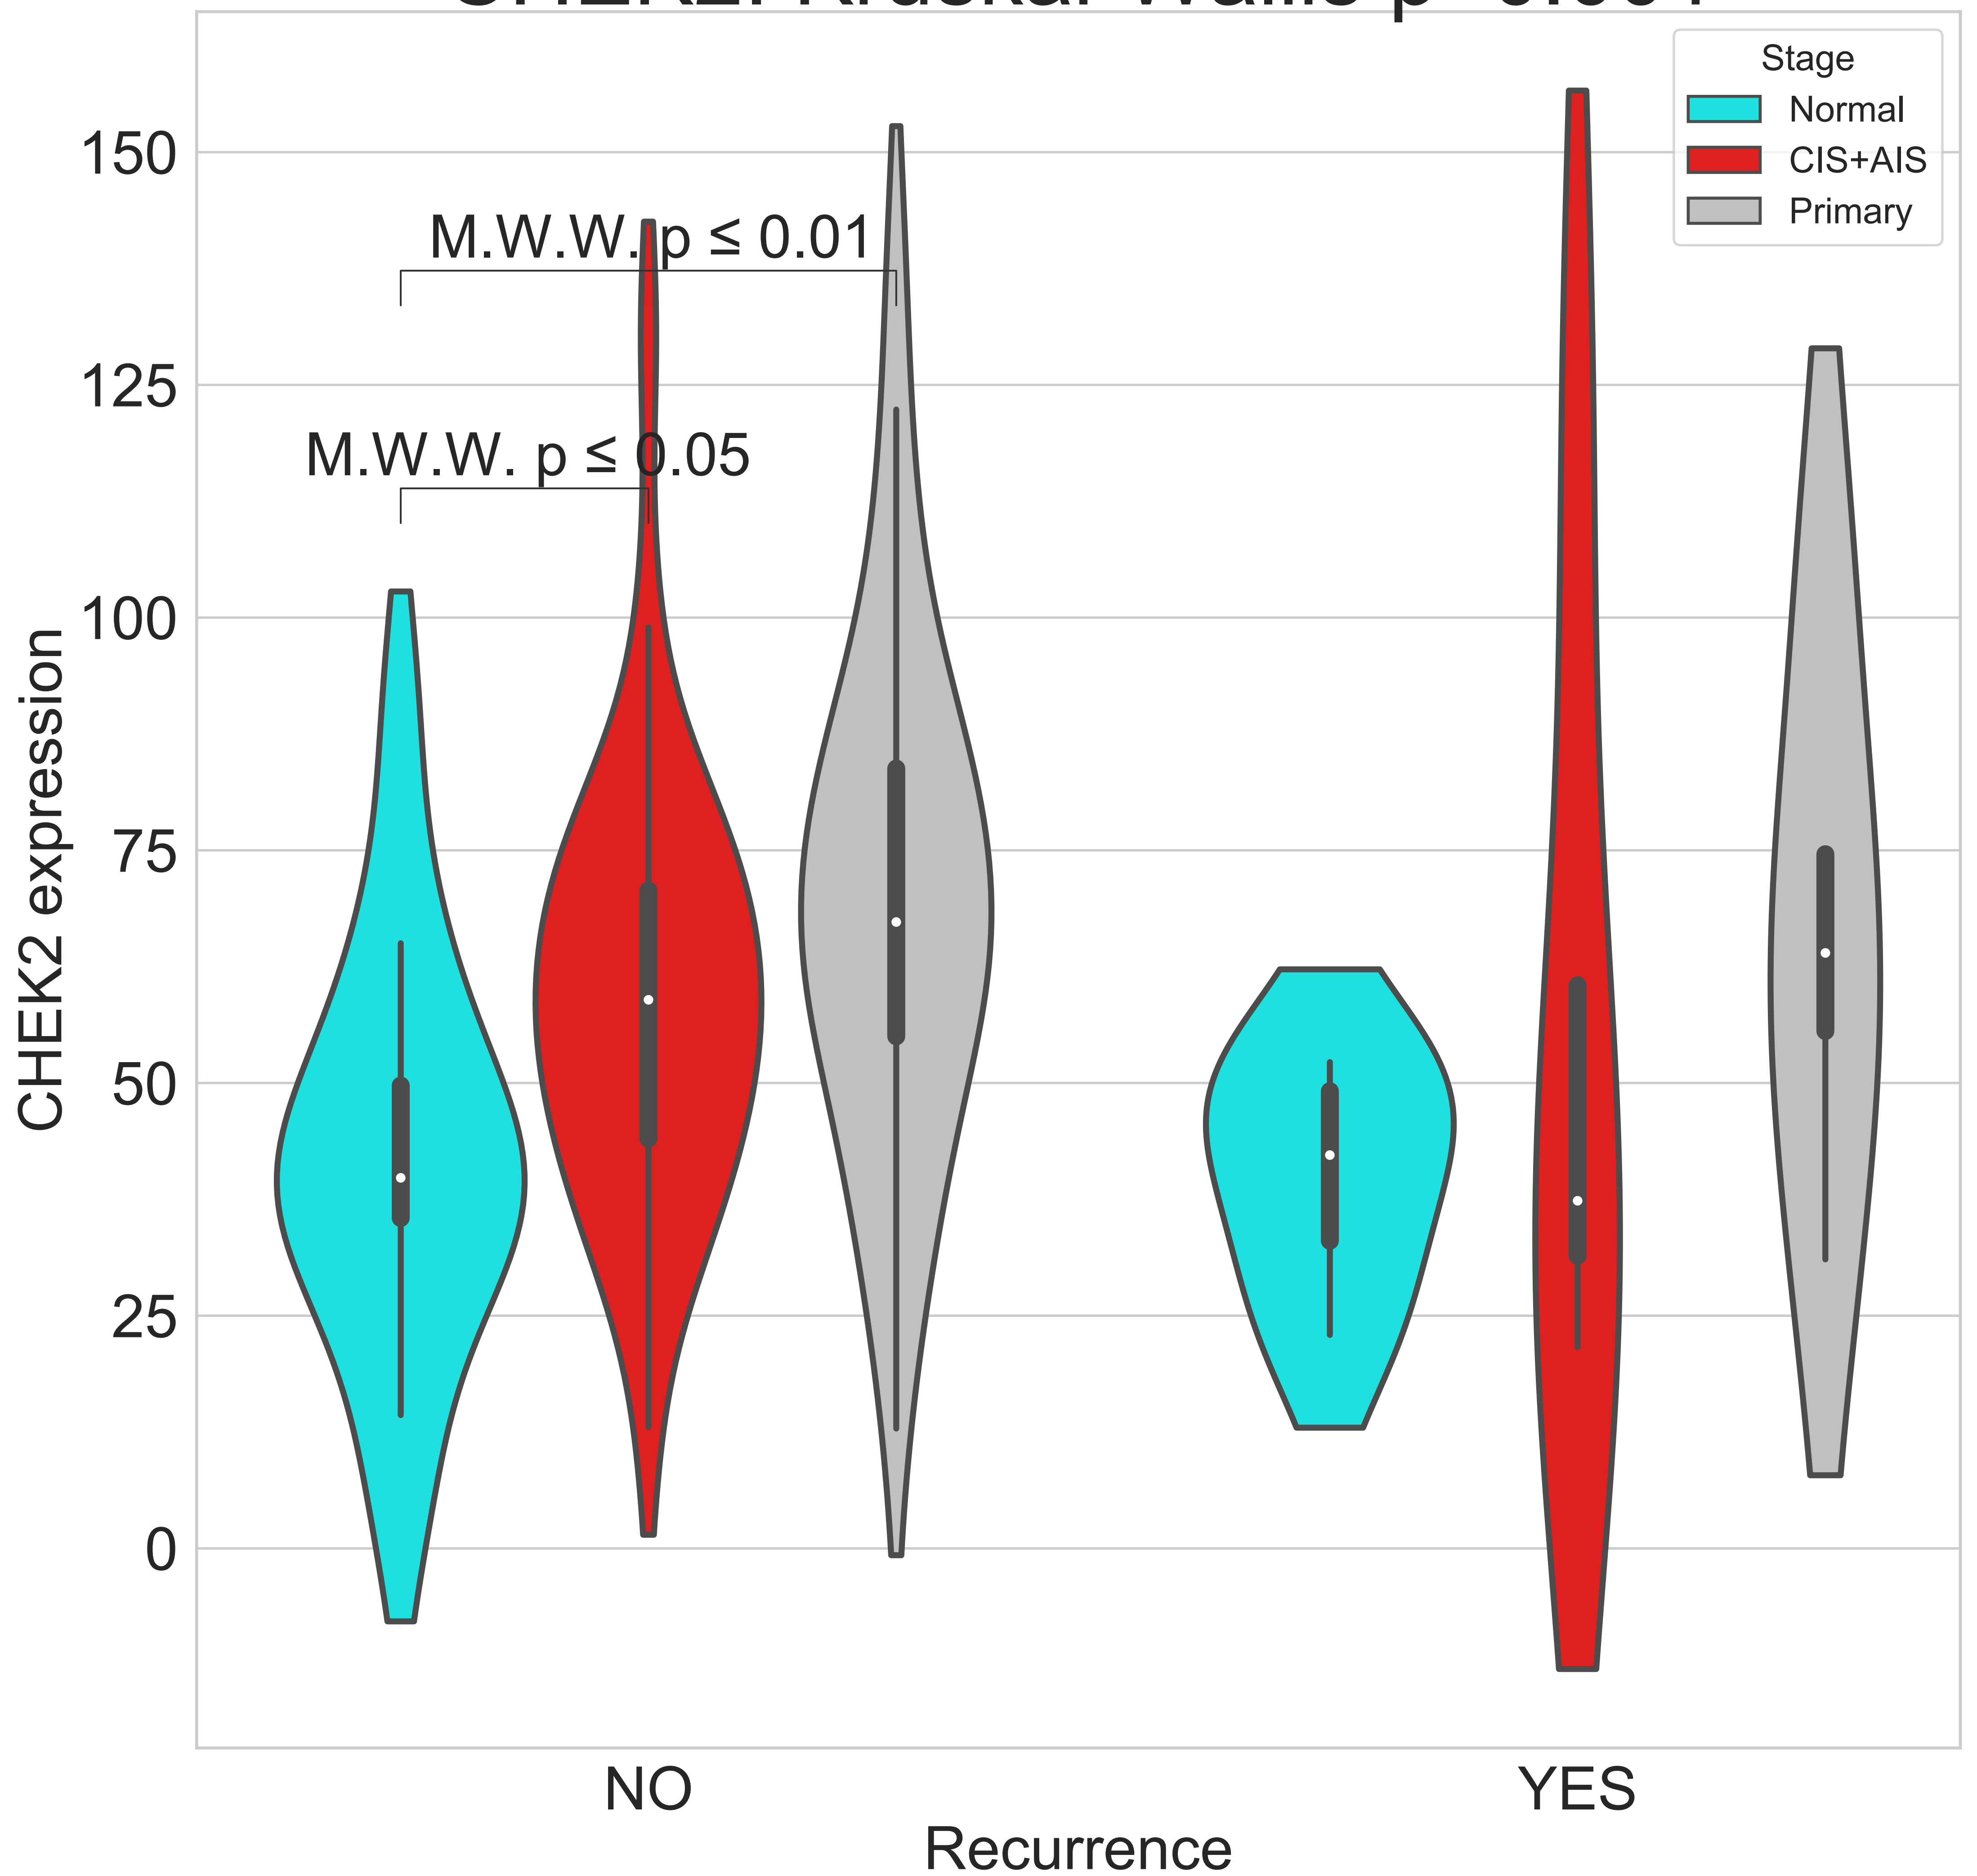 Stage
Normal
CIS+AIS
Primary
150
125
100
75
50
25
0
CHEK2 expression
M.W.W. p ≤ 0.01
M.W.W. p ≤ 0.05
NO
YES
Recurrence